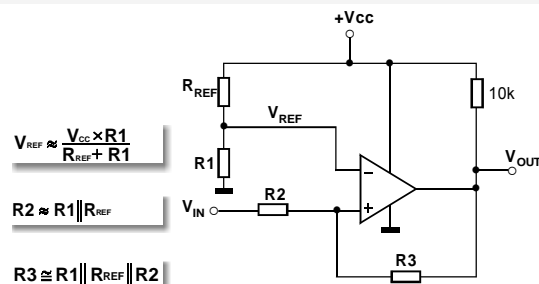 +Vcc
RREF
10k
VREF
VREF ≈ Vcc × R1
RREF + R1
R1
VOUT
−
R2 ≈ R1 || RREF
R2
VIN
+
R3
R3 ≅ R1 || RREF || R2